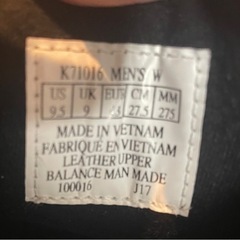 K71016 MEN'S W
US UK EUR CM MM
9.5 9 27.5 275
MADE IN VIETNAM
FABRIQUÉ EN VIETNAM
LEATHER UPPER
BALANCE MAN MADE
100016 J17